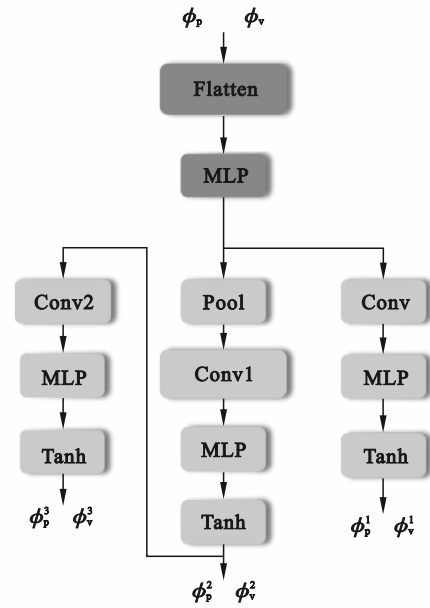 ϕₚ ϕᵥ
Flatten
MLP
Conv2 Pool Conv
MLP Conv1 MLP
Tanh MLP Tanh
ϕₚ³ ϕᵥ³ Tanh ϕₚ¹ ϕᵥ¹
ϕₚ² ϕᵥ²